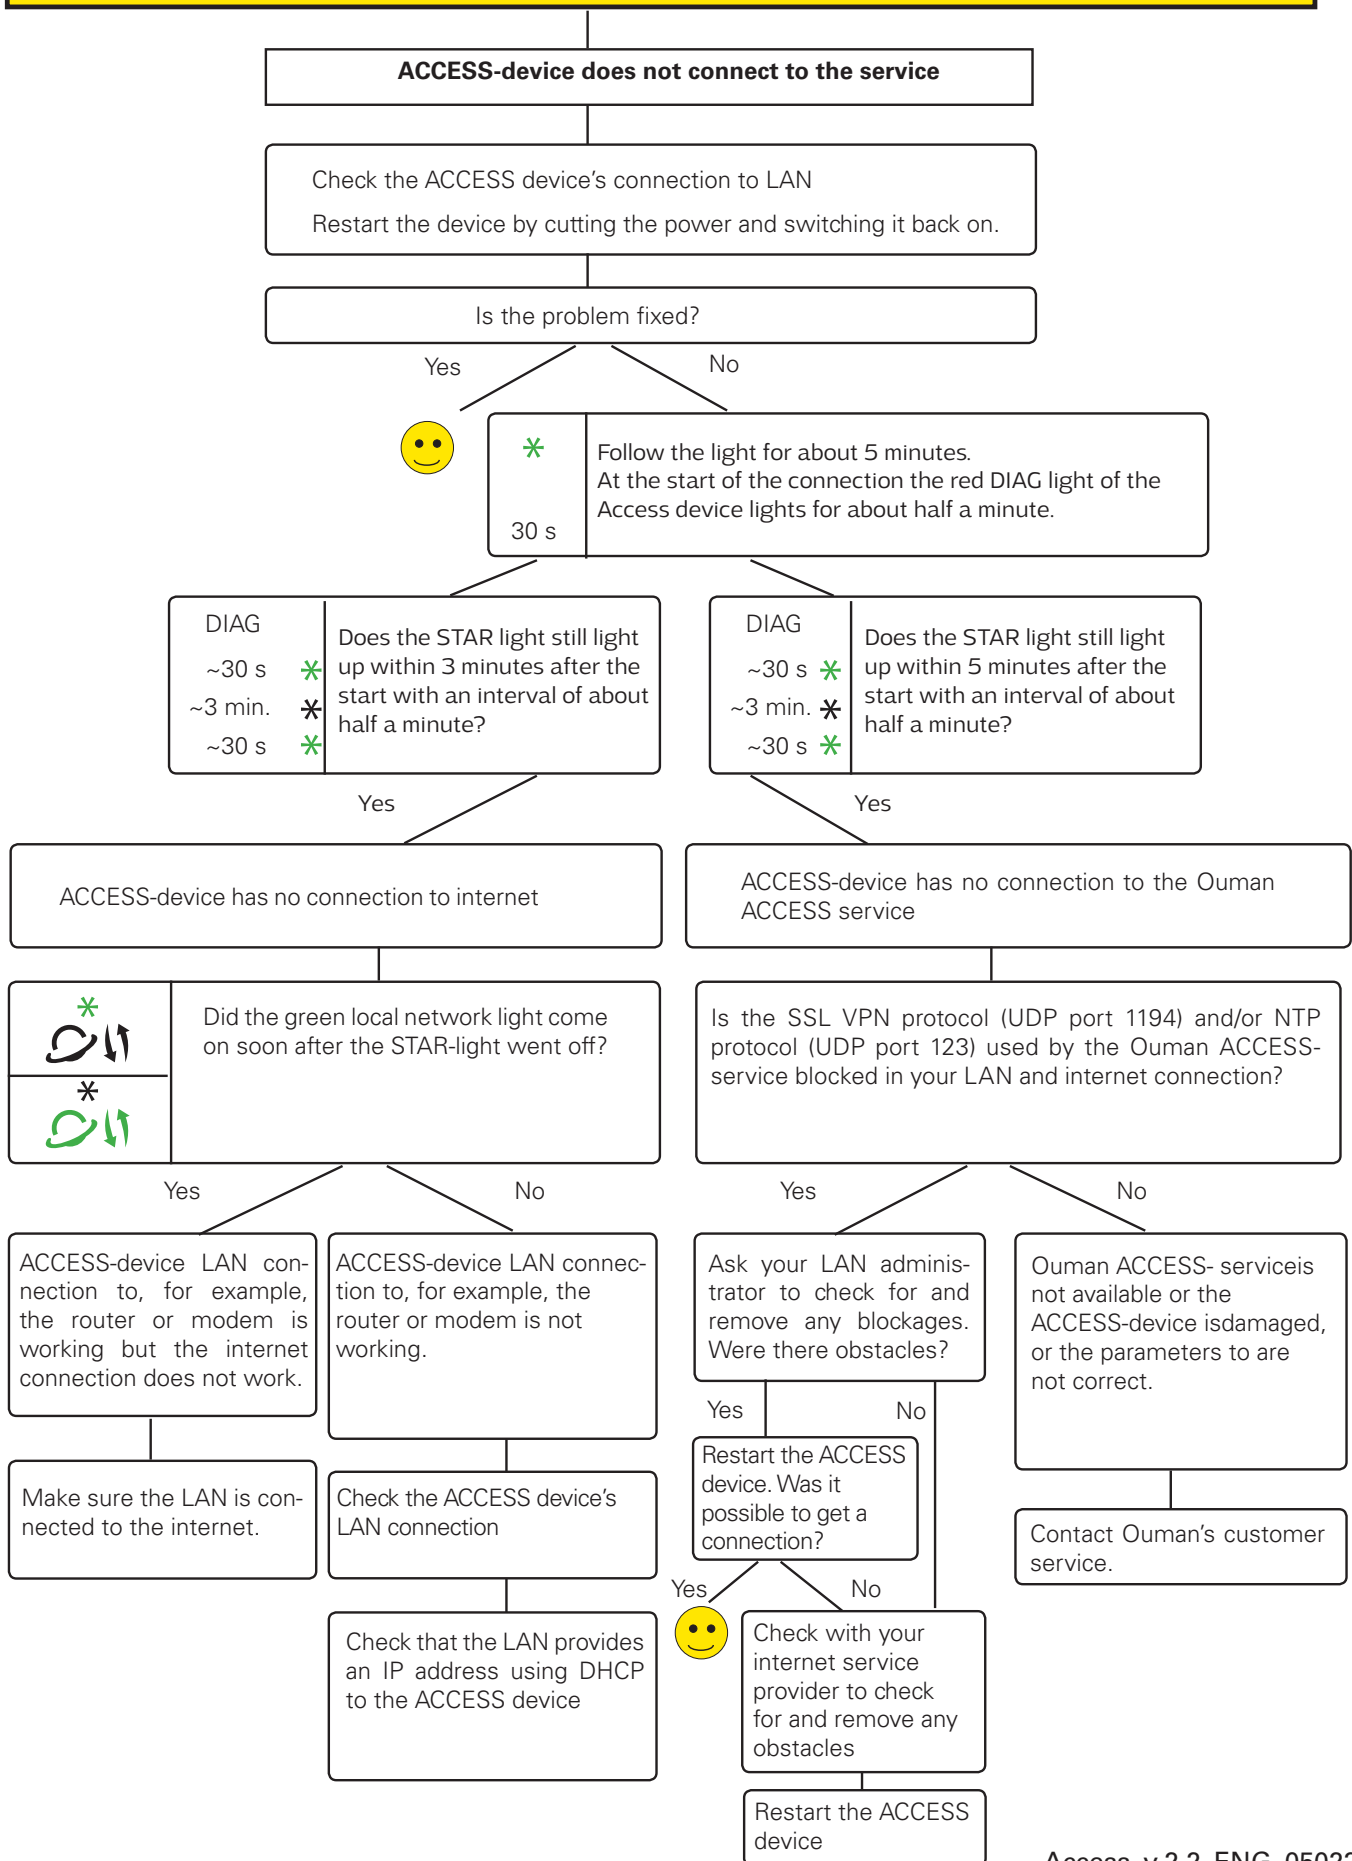 ACCESS-device does not connect to the service
Check the ACCESS device's connection to LAN
Restart the device by cutting the power and switching it back on.
Is the problem fixed?
Yes
No
30 s
Follow the light for about 5 minutes.
At the start of the connection the red DIAG light of the
Access device lights for about half a minute.
DIAG
~30 s
~3 min.
~30 s
Does the STAR light still light
up within 3 minutes after the
start with an interval of about
half a minute?
DIAG
~30 s
~3 min.
~30 s
Does the STAR light still light
up within 5 minutes after the
start with an interval of about
half a minute?
Yes
Yes
ACCESS-device has no connection to internet
ACCESS-device has no connection to the Ouman
ACCESS service
Did the green local network light come
on soon after the STAR-light went off?
Is the SSL VPN protocol (UDP port 1194) and/or NTP
protocol (UDP port 123) used by the Ouman ACCESS-
service blocked in your LAN and internet connection?
Yes
No
Yes
No
ACCESS-device LAN con-
nection to, for example,
the router or modem is
working but the internet
connection does not work.
ACCESS-device LAN connec-
tion to, for example, the
router or modem is not
working.
Ask your LAN adminis-
trator to check for and
remove any blockages.
Were there obstacles?
Ouman ACCESS- serviceis
not available or the
ACCESS-device isdamaged,
or the parameters to are
not correct.
Yes
No
Make sure the LAN is con-
nected to the internet.
Check the ACCESS device's
LAN connection
Restart the ACCESS
device. Was it
possible to get a
connection?
Contact Ouman's customer
service.
Yes
No
Check that the LAN provides
an IP address using DHCP
to the ACCESS device
Check with your
internet service
provider to check
for and remove any
obstacles
Restart the ACCESS
device